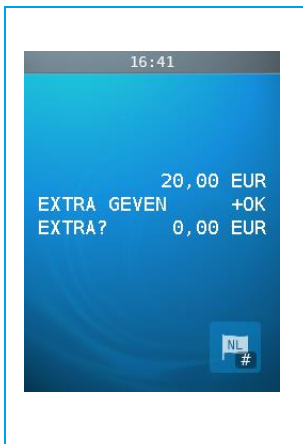 16:41
20,00 EUR
EXTRA GEVEN +OK
EXTRA? 0,00 EUR
NL
#